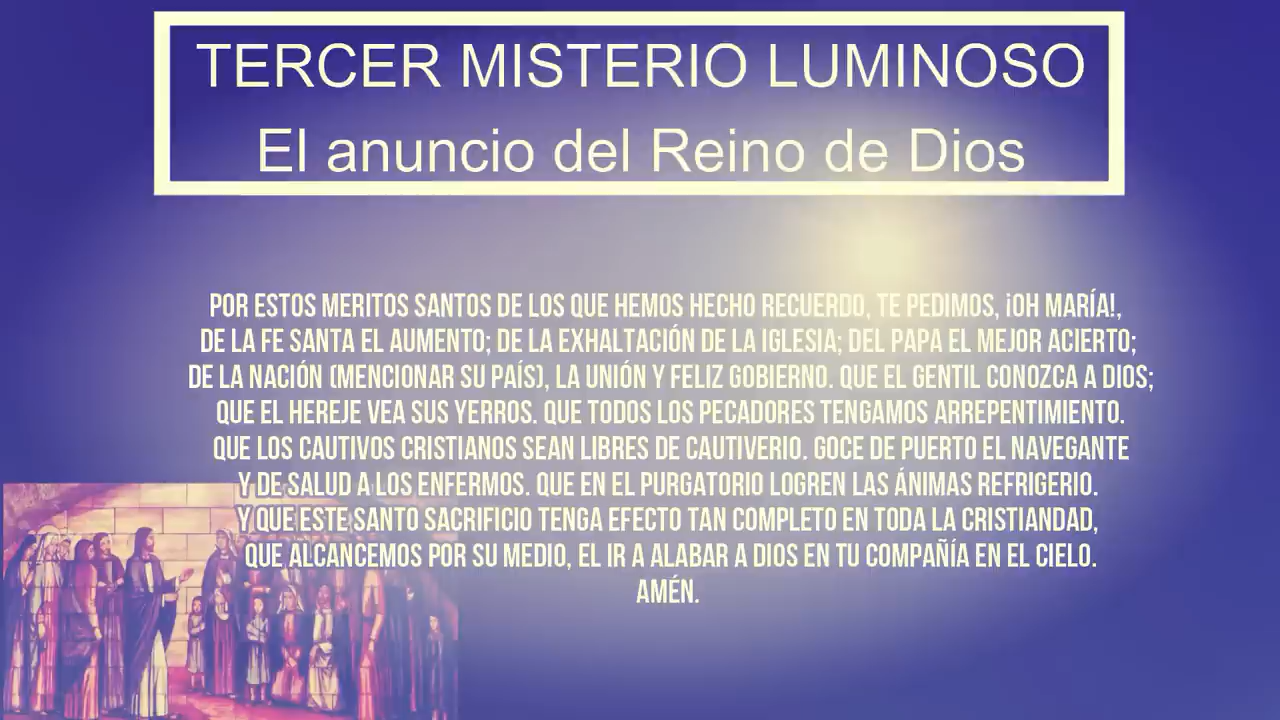 TERCER MISTERIO LUMINOSO
El anuncio del Reino de Dios
POR ESTOS MERITOS SANTOS DE LOS QUE HEMOS HECHO RECUERDO, TE PEDIMOS, ¡OH MARÍA!,
DE LA FE SANTA EL AUMENTO; DE LA EXHALTACIÓN DE LA IGLESIA; DEL PAPA EL MEJOR ACIERTO;
DE LA NACIÓN (MENCIONAR SU PAÍS), LA UNIÓN Y FELIZ GOBIERNO. QUE EL GENTIL CONOZCA A DIOS;
QUE EL HEREJE VEA SUS YERROS. QUE TODOS LOS PECADORES TENGAMOS ARREPENTIMIENTO.
QUE LOS CAUTIVOS CRISTIANOS SEAN LIBRES DE CAUTIVERIO. GOCE DE PUERTO EL NAVEGANTE
Y DE SALUD A LOS ENFERMOS. QUE EN EL PURGATORIO LOGREN LAS ÁNIMAS REFRIGERIO.
Y QUE ESTE SANTO SACRIFICIO TENGA EFECTO TAN COMPLETO EN TODA LA CRISTIANDAD,
QUE ALCANCEMOS POR SU MEDIO, EL IR A ALABAR A DIOS EN TU COMPAÑÍA EN EL CIELO.
AMÉN.